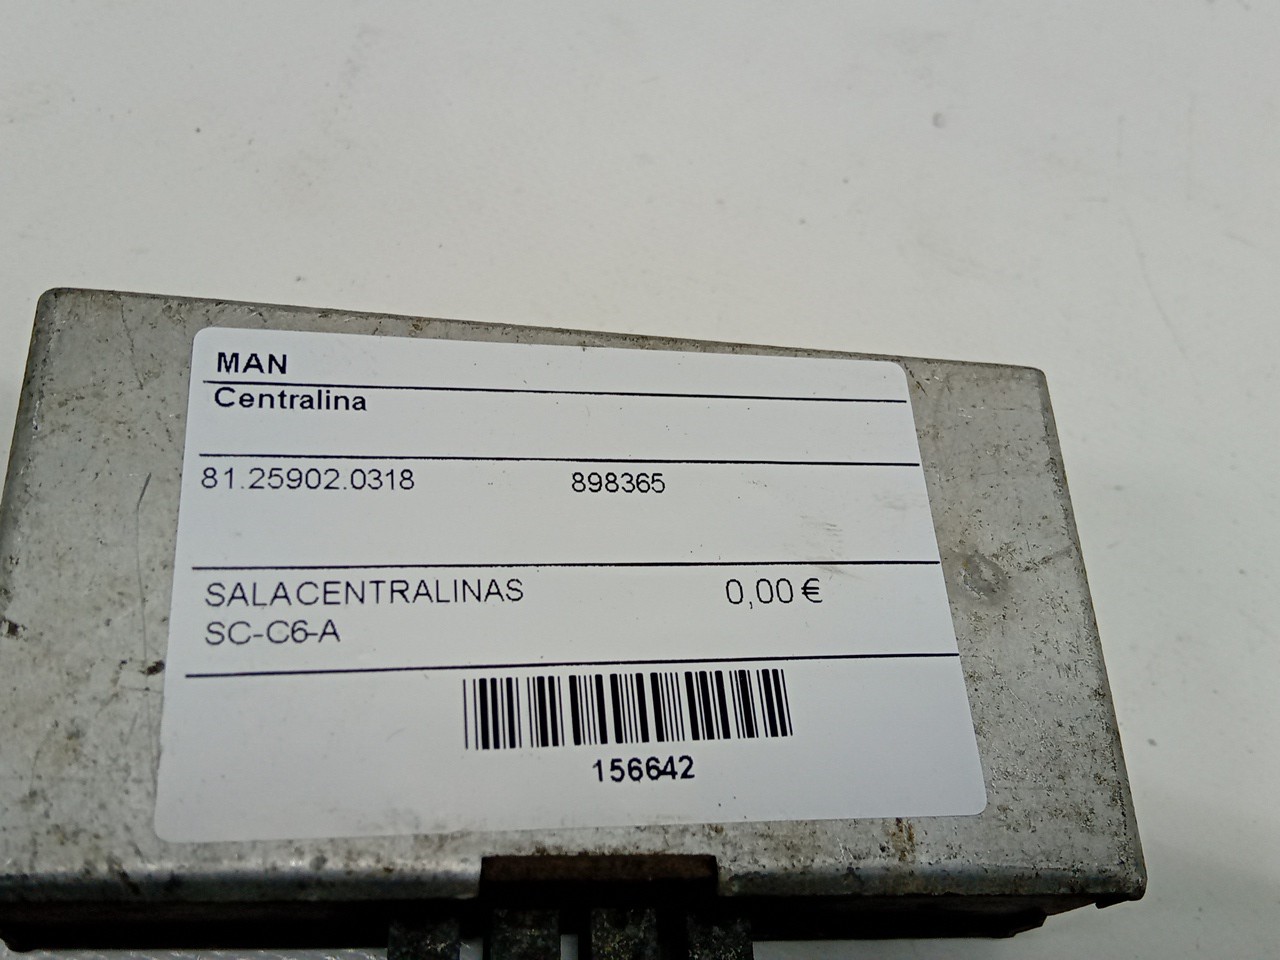 MAN
Centralina
81.25902.0318 898365
SALACENTRALINAS 0,00 €
SC-C6-A
156642